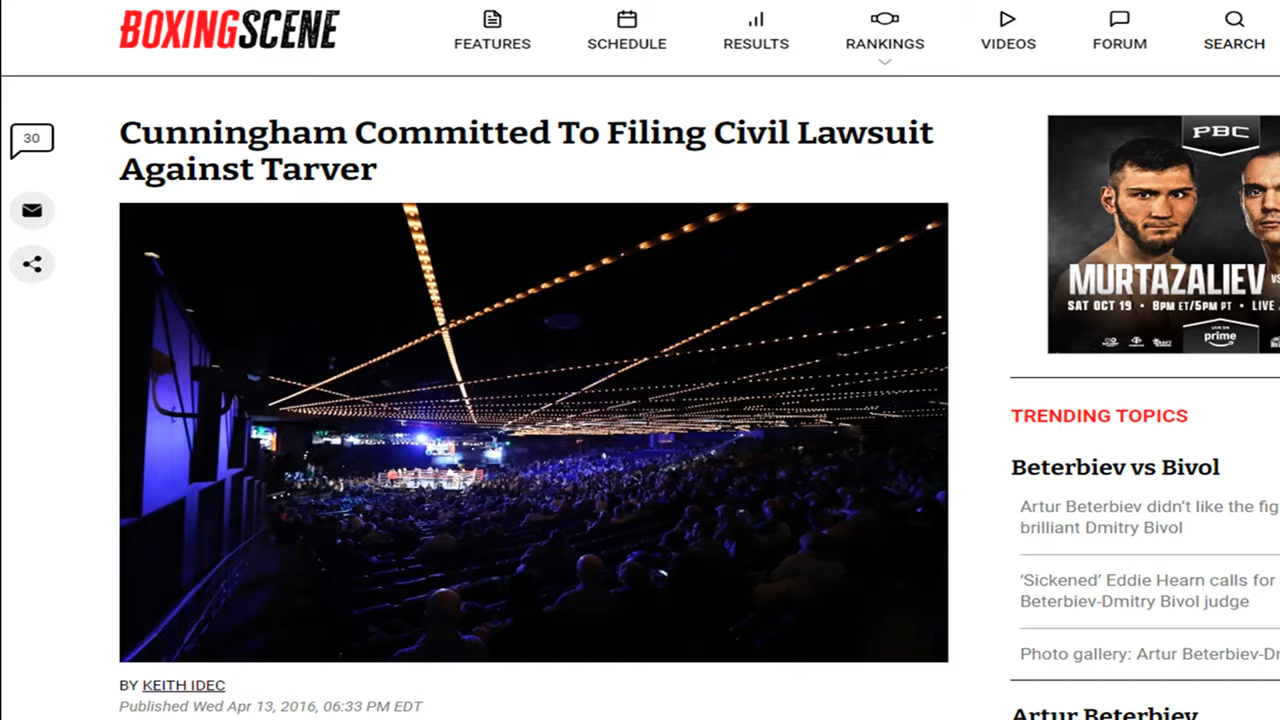 BOXINGSCENE
FEATURES
SCHEDULE
RESULTS
RANKINGS
VIDEOS
FORUM
SEARCH
30
Cunningham Committed To Filing Civil Lawsuit
Against Tarver
BY KEITH IDEC
Published Wed Apr 13, 2016, 06:33 PM EDT
PBC
MURTAZALIEV VS
SAT OCT 19 • 8PM ET/5PM PT • LIVE
LIVE ON
prime
TRENDING TOPICS
Beterbiev vs Bivol
Artur Beterbiev didn't like the fig
brilliant Dmitry Bivol
‘Sickened’ Eddie Hearn calls for
Beterbiev-Dmitry Bivol judge
Photo gallery: Artur Beterbiev-D
Artur Beterbiev